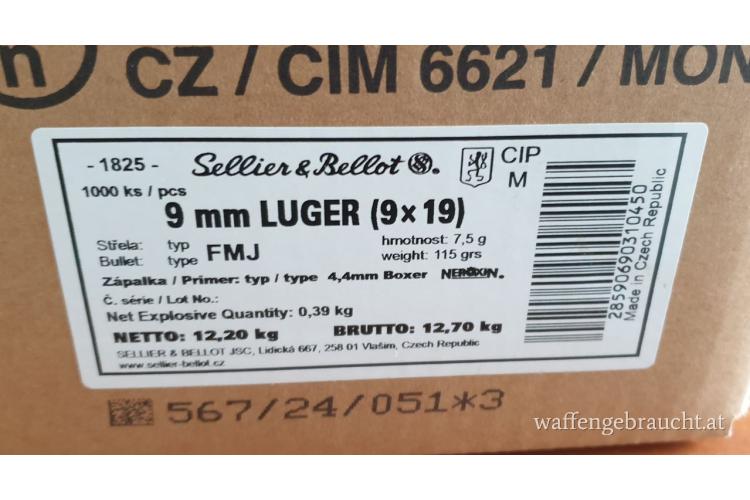 n CZ / CIM 6621 / MON
- 1825 - Sellier & Bellot SB. CIP
M
1000 ks / pcs
9 mm LUGER (9×19)
Střela: typ FMJ hmotnost: 7,5 g
Bullet: type weight: 115 grs
Zápalka / Primer: typ / type 4,4mm Boxer NEROXIN.
Č. série / Lot No.:
Net Explosive Quantity: 0,39 kg
NETTO: 12,20 kg BRUTTO: 12,70 kg
SELLIER & BELLOT JSC, Lidická 667, 258 01 Vlašim, Czech Republic
www.sellier-bellot.cz
28590690310450
Made in Czech Republic
567/24/051*3
waffengebraucht.at